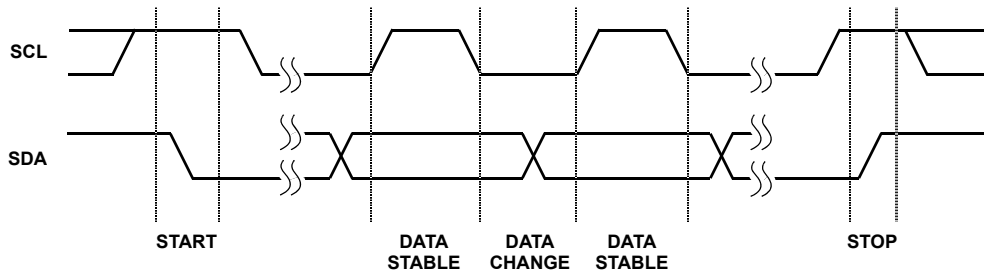 SCL
SDA
START
DATA
STABLE
DATA
CHANGE
DATA
STABLE
STOP